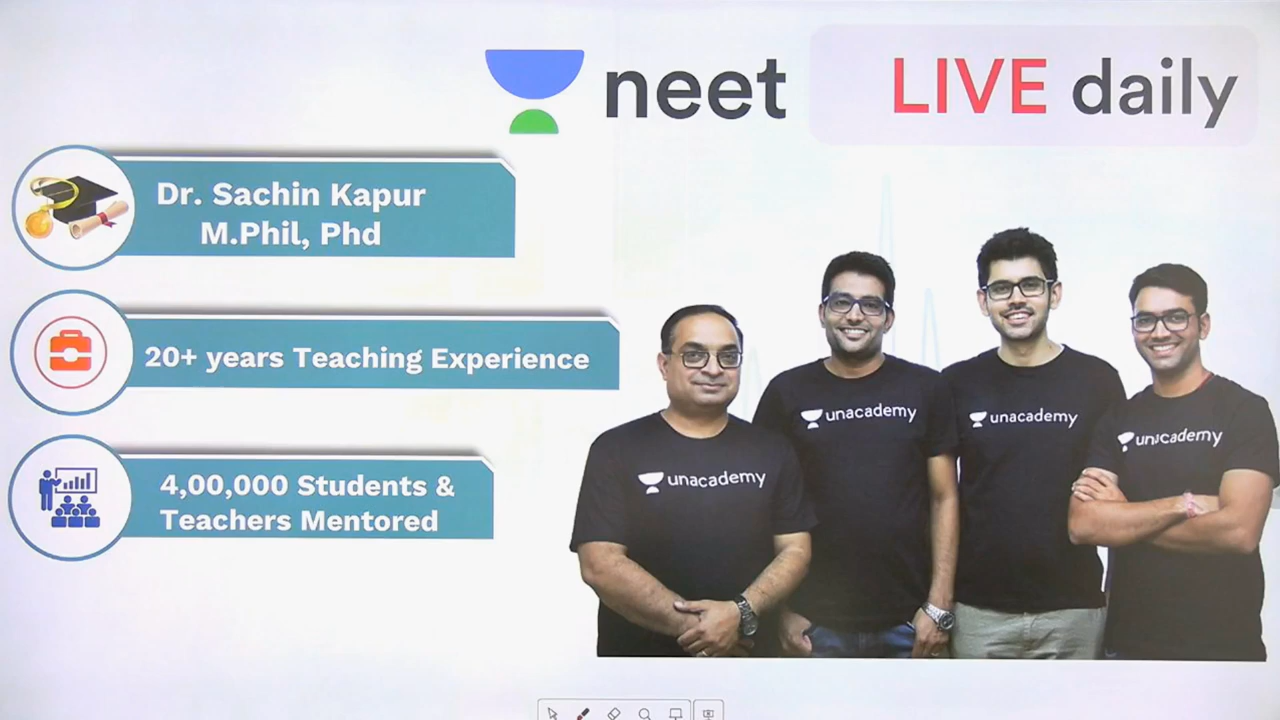 neet
LIVE daily
Dr. Sachin Kapur
M.Phil, Phd
20+ years Teaching Experience
4,00,000 Students &
Teachers Mentored
unacademy
unacademy
unacademy
unacademy